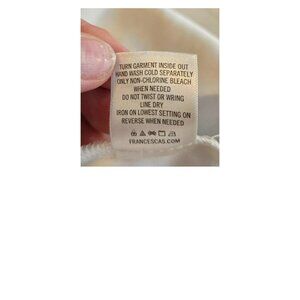 TURN GARMENT INSIDE OUT
HAND WASH COLD SEPARATELY
ONLY NON-CHLORINE BLEACH
WHEN NEEDED
DO NOT TWIST OR WRING
LINE DRY
IRON ON LOWEST SETTING ON
REVERSE WHEN NEEDED
FRANCESCAS.COM